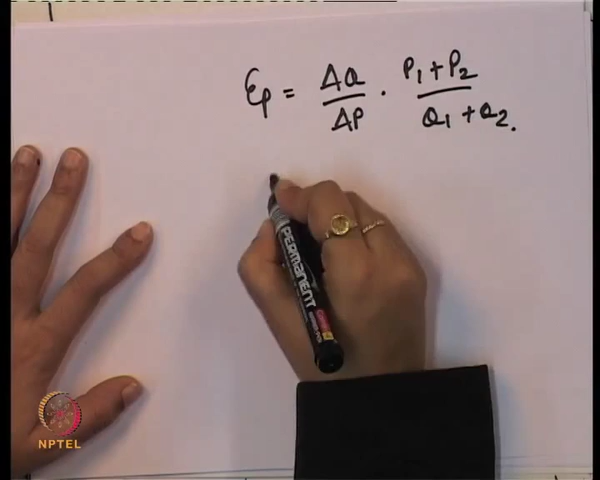 Ep = ΔQ/ΔP · P1+P2/Q1+Q2.
PERMANENT
NPTEL